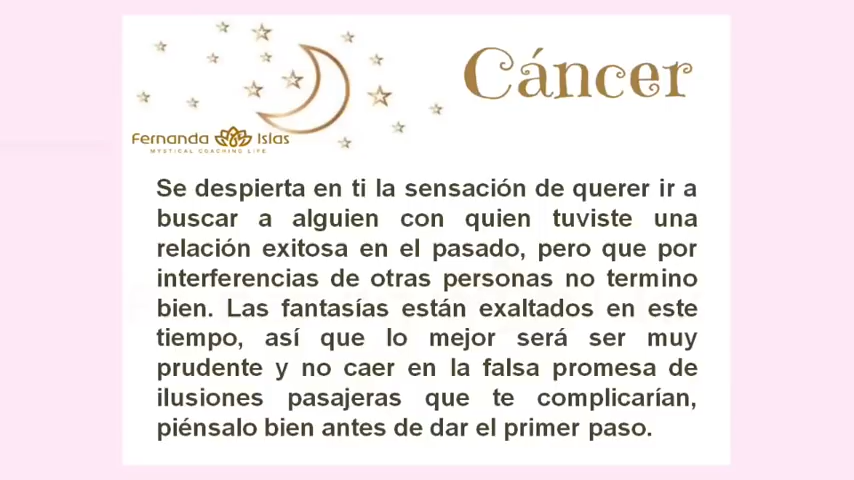 Cáncer
Fernanda Islas
MYSTICAL COACHING LIFE
Se despierta en ti la sensación de querer ir a
buscar a alguien con quien tuviste una
relación exitosa en el pasado, pero que por
interferencias de otras personas no termino
bien. Las fantasías están exaltados en este
tiempo, así que lo mejor será ser muy
prudente y no caer en la falsa promesa de
ilusiones pasajeras que te complicarían,
piénsalo bien antes de dar el primer paso.